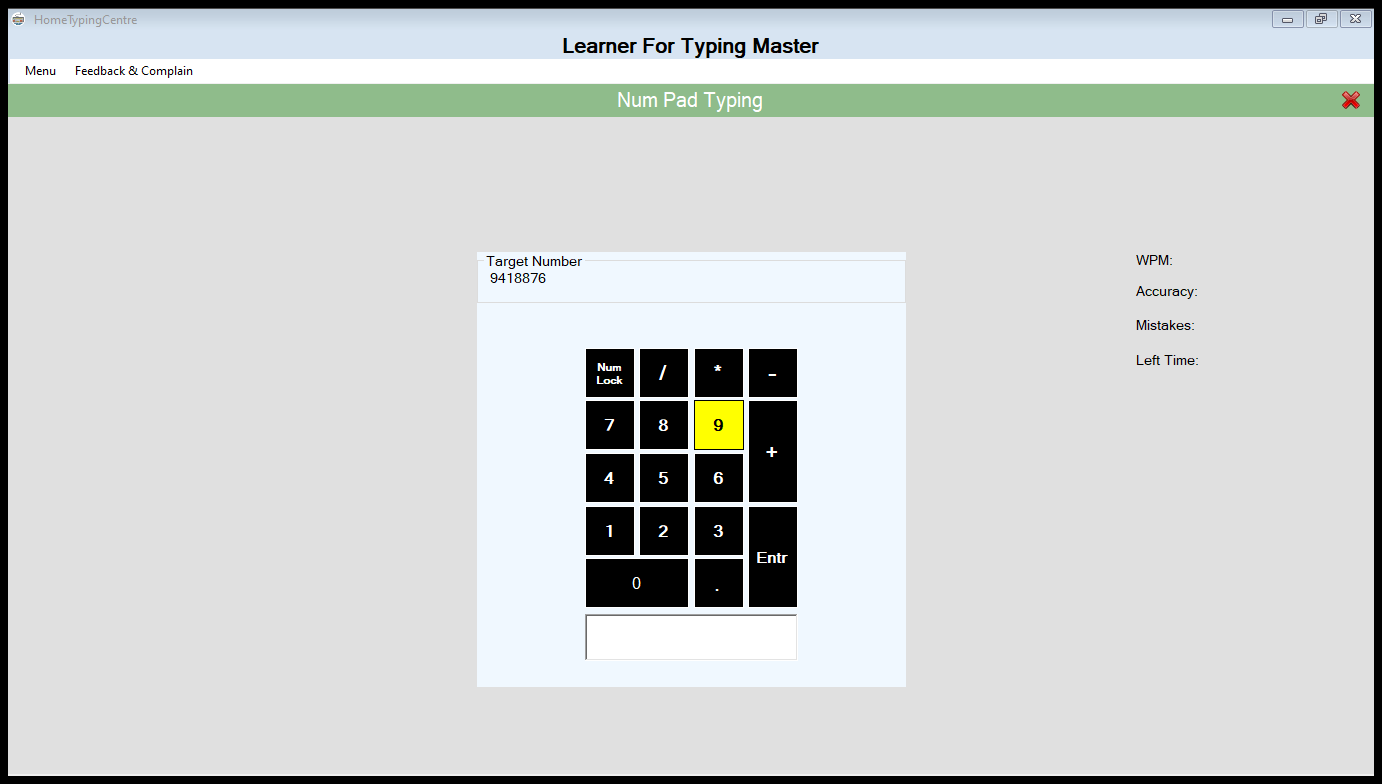 HomeTypingCentre
Learner For Typing Master
Menu Feedback & Complain
Num Pad Typing
Target Number
9418876
WPM:
Accuracy:
Mistakes:
Left Time:
Num
Lock
/ * -
7 8 9
+
4 5 6
1 2 3
Entr
0 .